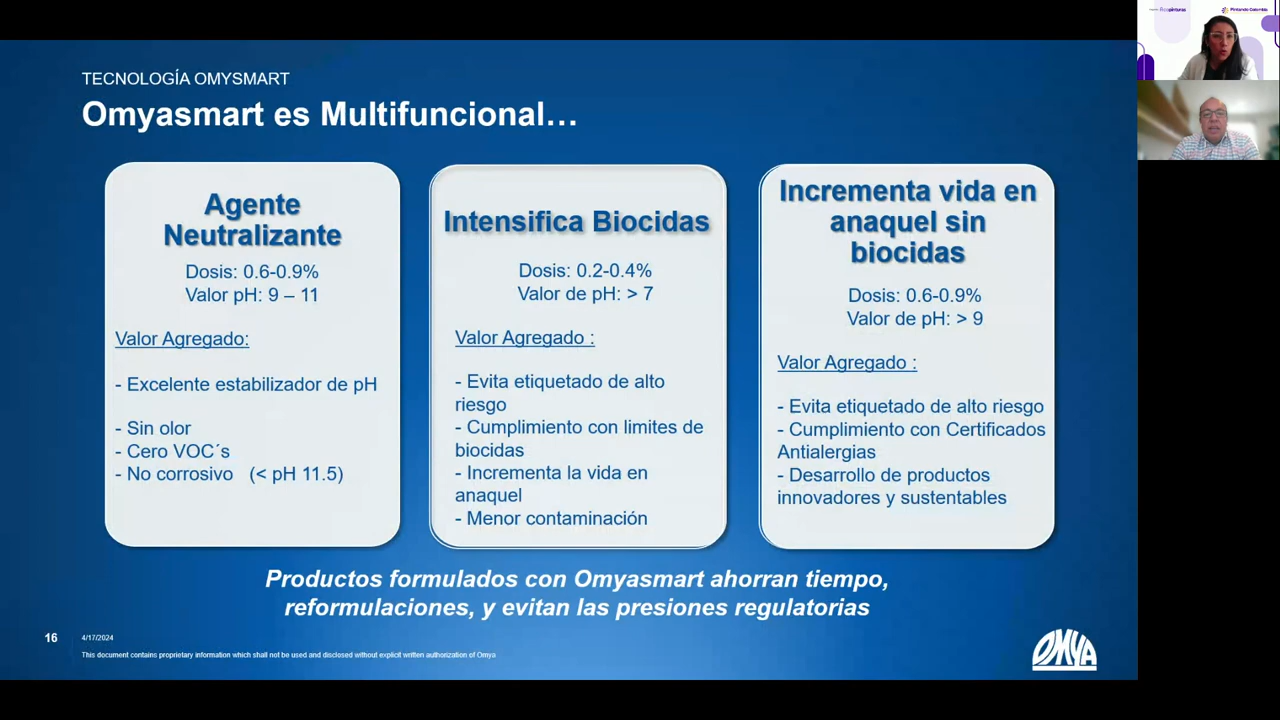 TECNOLOGÍA OMYSMART
Omyasmart es Multifuncional…
Agente
Neutralizante
Dosis: 0.6-0.9%
Valor pH: 9 – 11
Valor Agregado:
- Excelente estabilizador de pH
- Sin olor
- Cero VOC´s
- No corrosivo (< pH 11.5)
Intensifica Biocidas
Dosis: 0.2-0.4%
Valor de pH: > 7
Valor Agregado :
- Evita etiquetado de alto
riesgo
- Cumplimiento con limites de
biocidas
- Incrementa la vida en
anaquel
- Menor contaminación
Incrementa vida en
anaquel sin
biocidas
Dosis: 0.6-0.9%
Valor de pH: > 9
Valor Agregado :
- Evita etiquetado de alto riesgo
- Cumplimiento con Certificados
Antialergias
- Desarrollo de productos
innovadores y sustentables
Productos formulados con Omyasmart ahorran tiempo,
reformulaciones, y evitan las presiones regulatorias
16
4/17/2024
This document contains proprietary information which shall not be used and disclosed without explicit written authorization of Omya
OMYA
Pintando Colombia